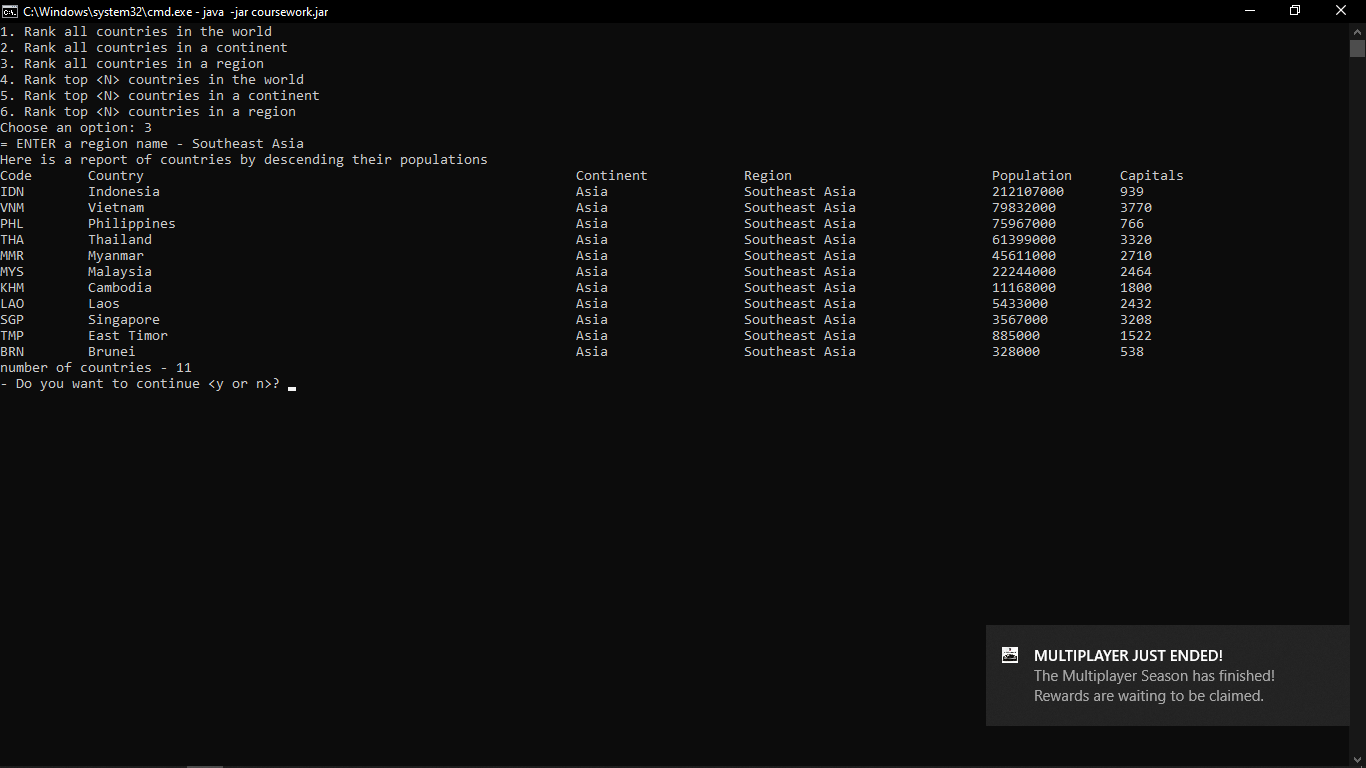 C:\Windows\system32\cmd.exe - java -jar coursework.jar
1. Rank all countries in the world
2. Rank all countries in a continent
3. Rank all countries in a region
4. Rank top <N> countries in the world
5. Rank top <N> countries in a continent
6. Rank top <N> countries in a region
Choose an option: 3
= ENTER a region name - Southeast Asia
Here is a report of countries by descending their populations
Code Country Continent Region Population Capitals
IDN Indonesia Asia Southeast Asia 212107000 939
VNM Vietnam Asia Southeast Asia 79832000 3770
PHL Philippines Asia Southeast Asia 75967000 766
THA Thailand Asia Southeast Asia 61399000 3320
MMR Myanmar Asia Southeast Asia 45611000 2710
MYS Malaysia Asia Southeast Asia 22244000 2464
KHM Cambodia Asia Southeast Asia 11168000 1800
LAO Laos Asia Southeast Asia 5433000 2432
SGP Singapore Asia Southeast Asia 3567000 3208
TMP East Timor Asia Southeast Asia 885000 1522
BRN Brunei Asia Southeast Asia 328000 538
number of countries - 11
- Do you want to continue <y or n>?
MULTIPLAYER JUST ENDED!
The Multiplayer Season has finished!
Rewards are waiting to be claimed.